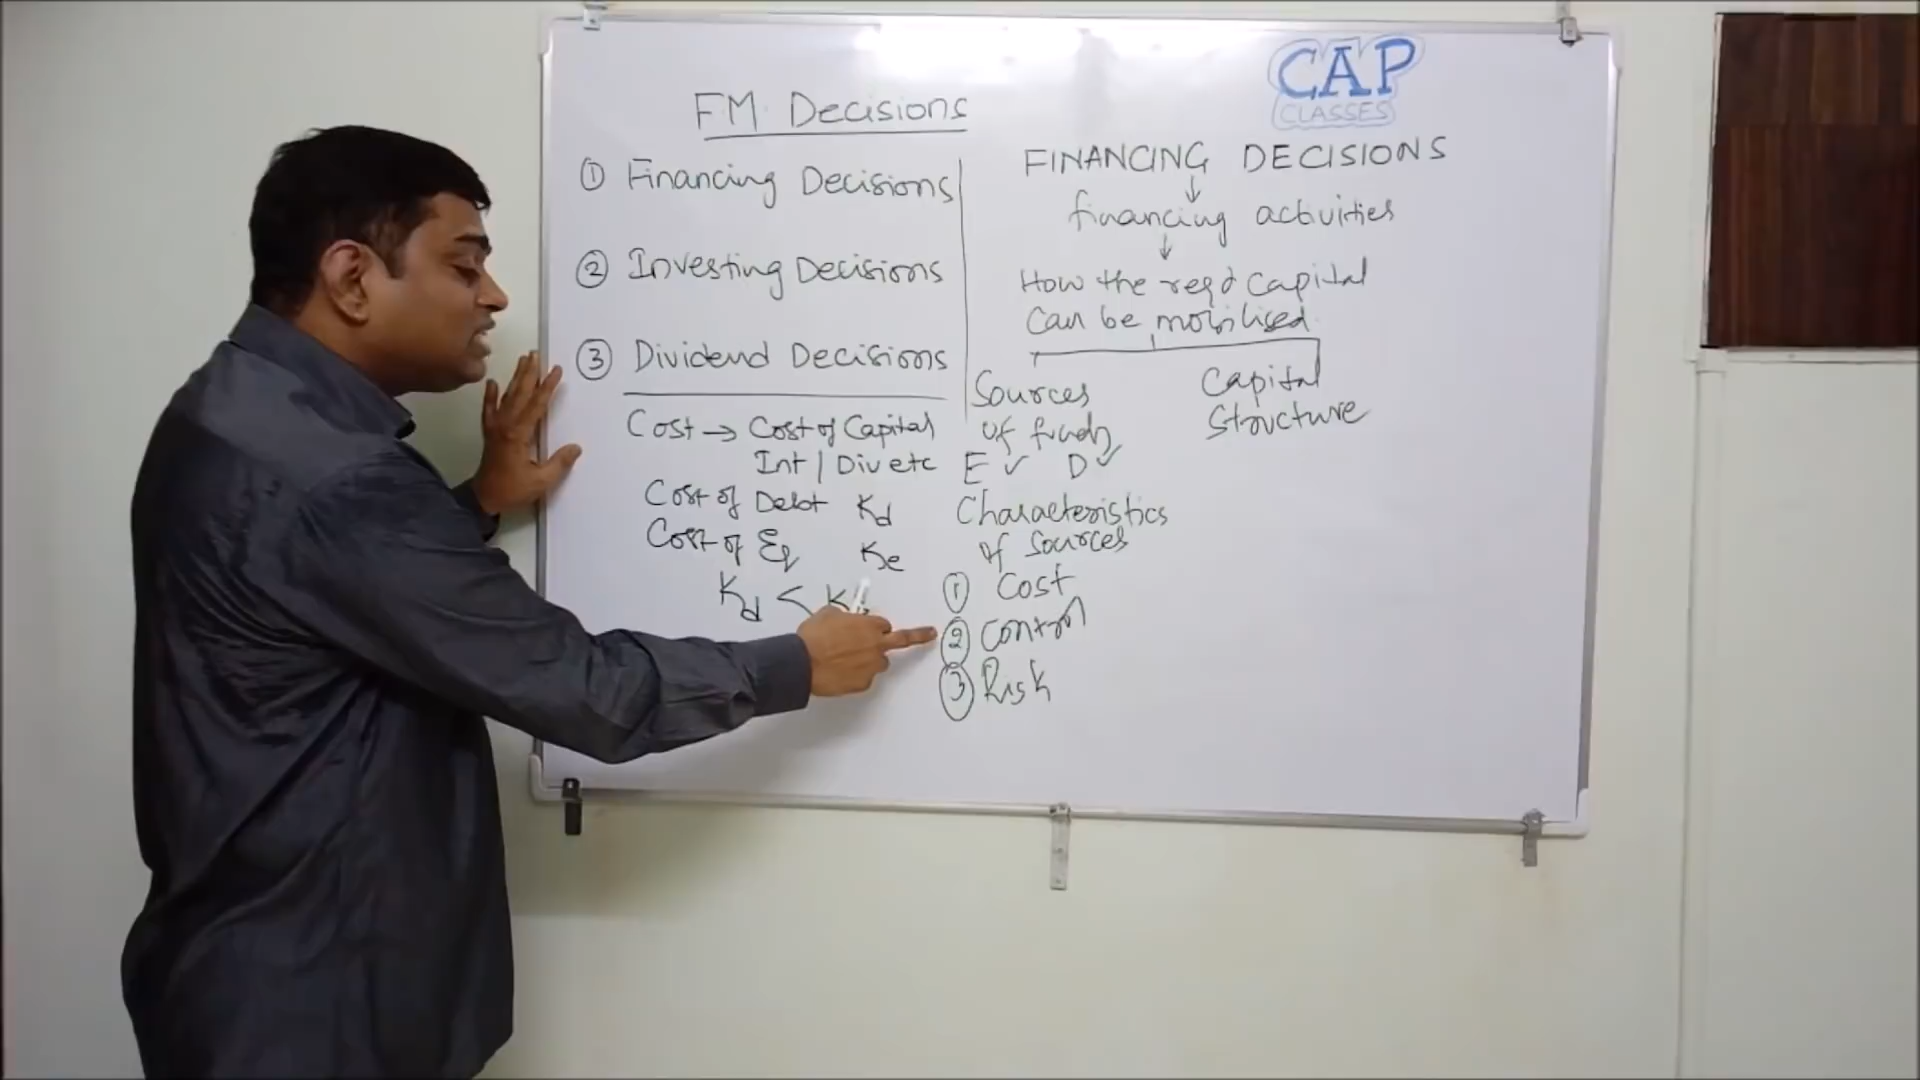 CAP
CLASSES
FM Decisions
① Financing Decisions
② Investing Decisions
③ Dividend Decisions
Cost → Cost of Capital
Int / Div etc
Cost of Debt Kd
Cost of Eq Ke
Kd < K
FINANCING DECISIONS
↓
financing activities
↓
How the reqd capital
can be mobilised
Sources
of funds
E ✓ D ✓
Capital
Structure
Characteristics
of sources
① Cost
② Control
③ Risk